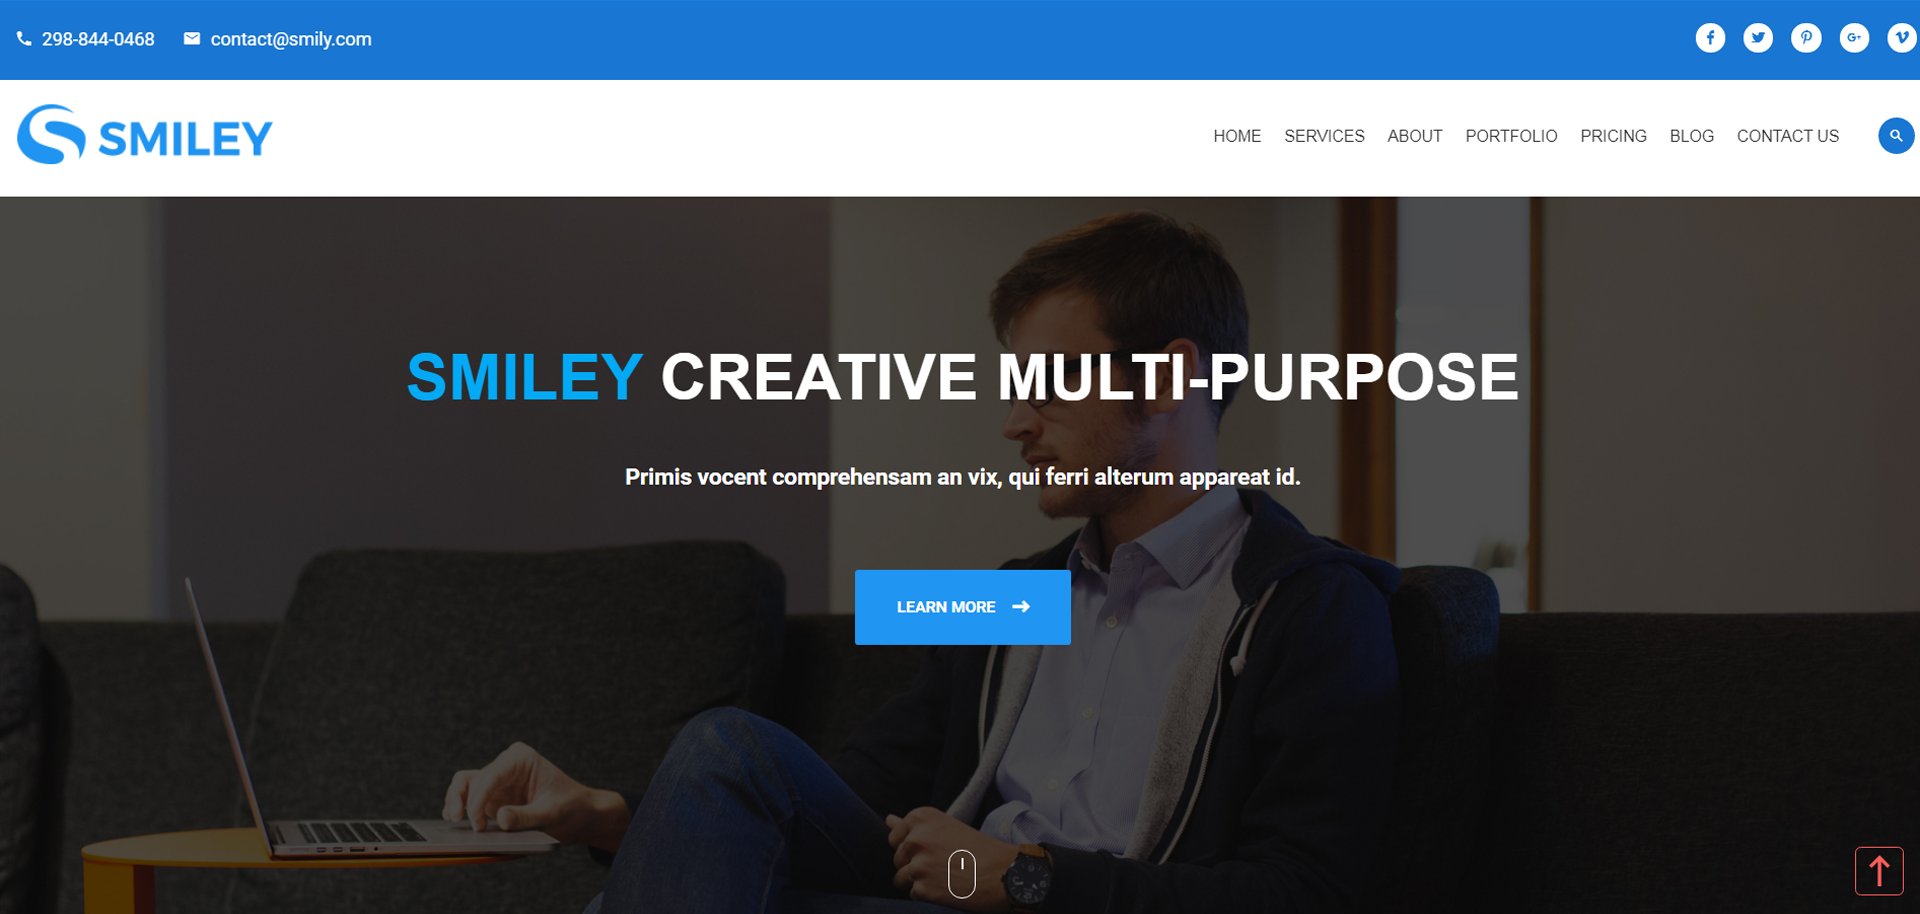 298-844-0468 contact@smily.com
SMILEY
HOME SERVICES ABOUT PORTFOLIO PRICING BLOG CONTACT US
SMILEY CREATIVE MULTI-PURPOSE
Primis vocent comprehensam an vix, qui ferri alterum appareat id.
LEARN MORE